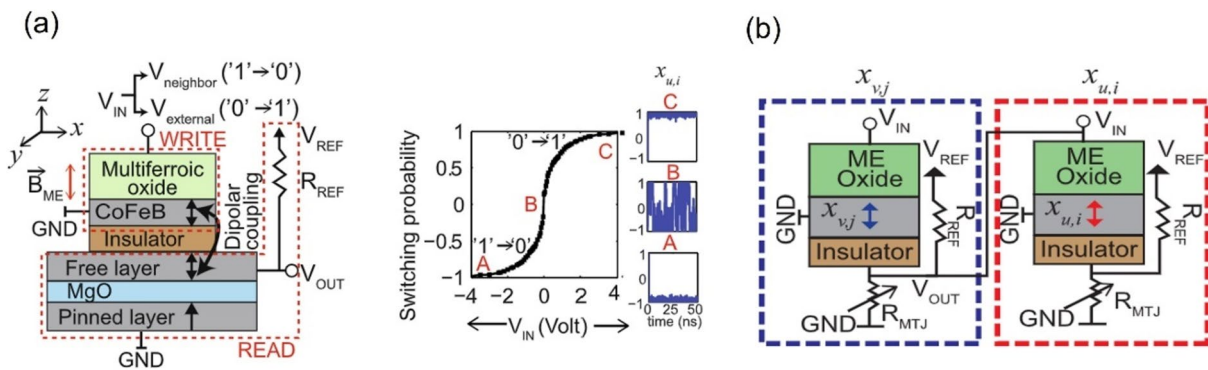 (a)
z
x
y
V_IN
V_neighbor ('1'→'0')
V_external ('0'→'1')
WRITE
B_ME
Multiferroic
oxide
CoFeB
GND
Insulator
Dipolar
coupling
V_REF
R_REF
Free layer
MgO
Pinned layer
V_OUT
GND
READ
Switching probability
1
0.5
0
−0.5
−1
−4
−2
0
2
4
V_IN (Volt)
'0'→'1'
'1'→'0'
A
B
C
x_u,i
C
1
0
−1
B
1
0
−1
A
1
0
−1
0
25
50
time (ns)
(b)
x_v,j
V_IN
ME
Oxide
V_REF
GND
x_v,j
R_REF
Insulator
V_OUT
GND
R_MTJ
x_u,i
V_IN
ME
Oxide
V_REF
GND
x_u,i
R_REF
Insulator
GND
R_MTJ